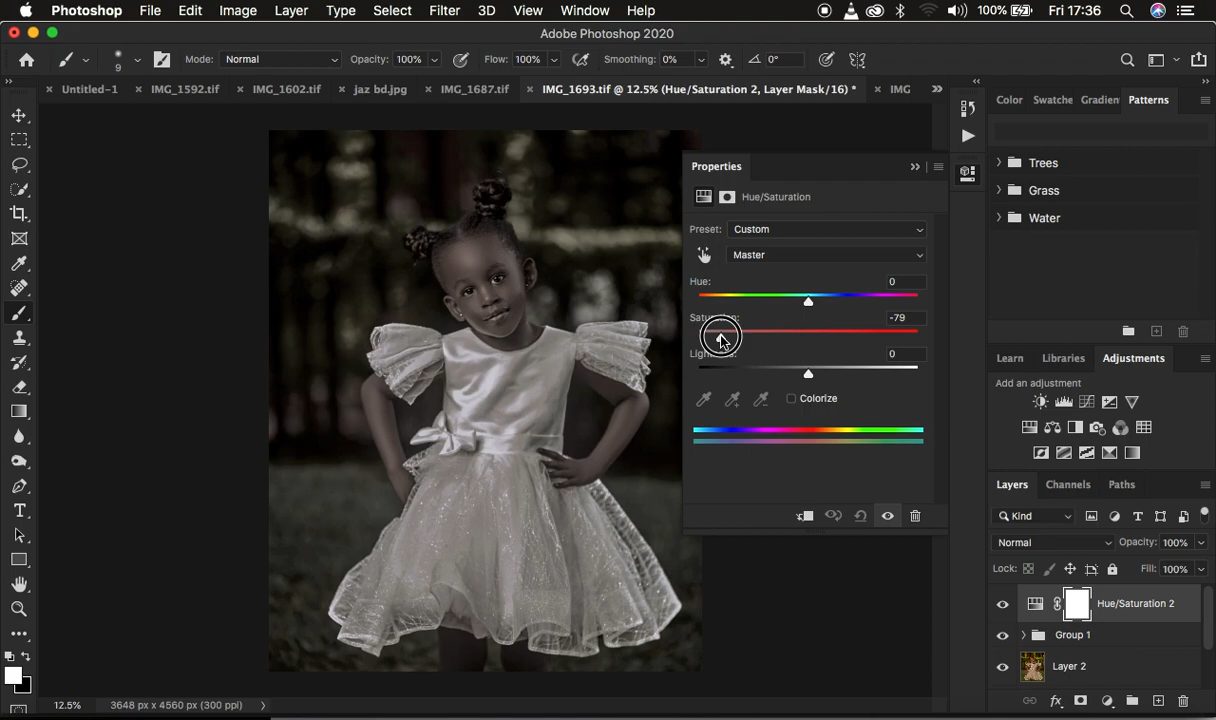 Photoshop File Edit Image Layer Type Select Filter 3D View Window Help 100% Fri 17:36
Adobe Photoshop 2020
9 Mode: Normal Opacity: 100% Flow: 100% Smoothing: 0% 0°
Untitled-1 IMG_1592.tif IMG_1602.tif jaz bd.jpg IMG_1687.tif IMG_1693.tif @ 12.5% (Hue/Saturation 2, Layer Mask/16) * IMG
Properties
Hue/Saturation
Preset: Custom
Master
Hue: 0
Saturation: -79
0
Colorize
Color Swatche Gradien Patterns
Trees
Grass
Water
Learn Libraries Adjustments
Add an adjustment
Layers Channels Paths
Kind
Normal Opacity: 100%
Lock: Fill: 100%
Hue/Saturation 2
Group 1
Layer 2
12.5% 3648 px x 4560 px (300 ppi)